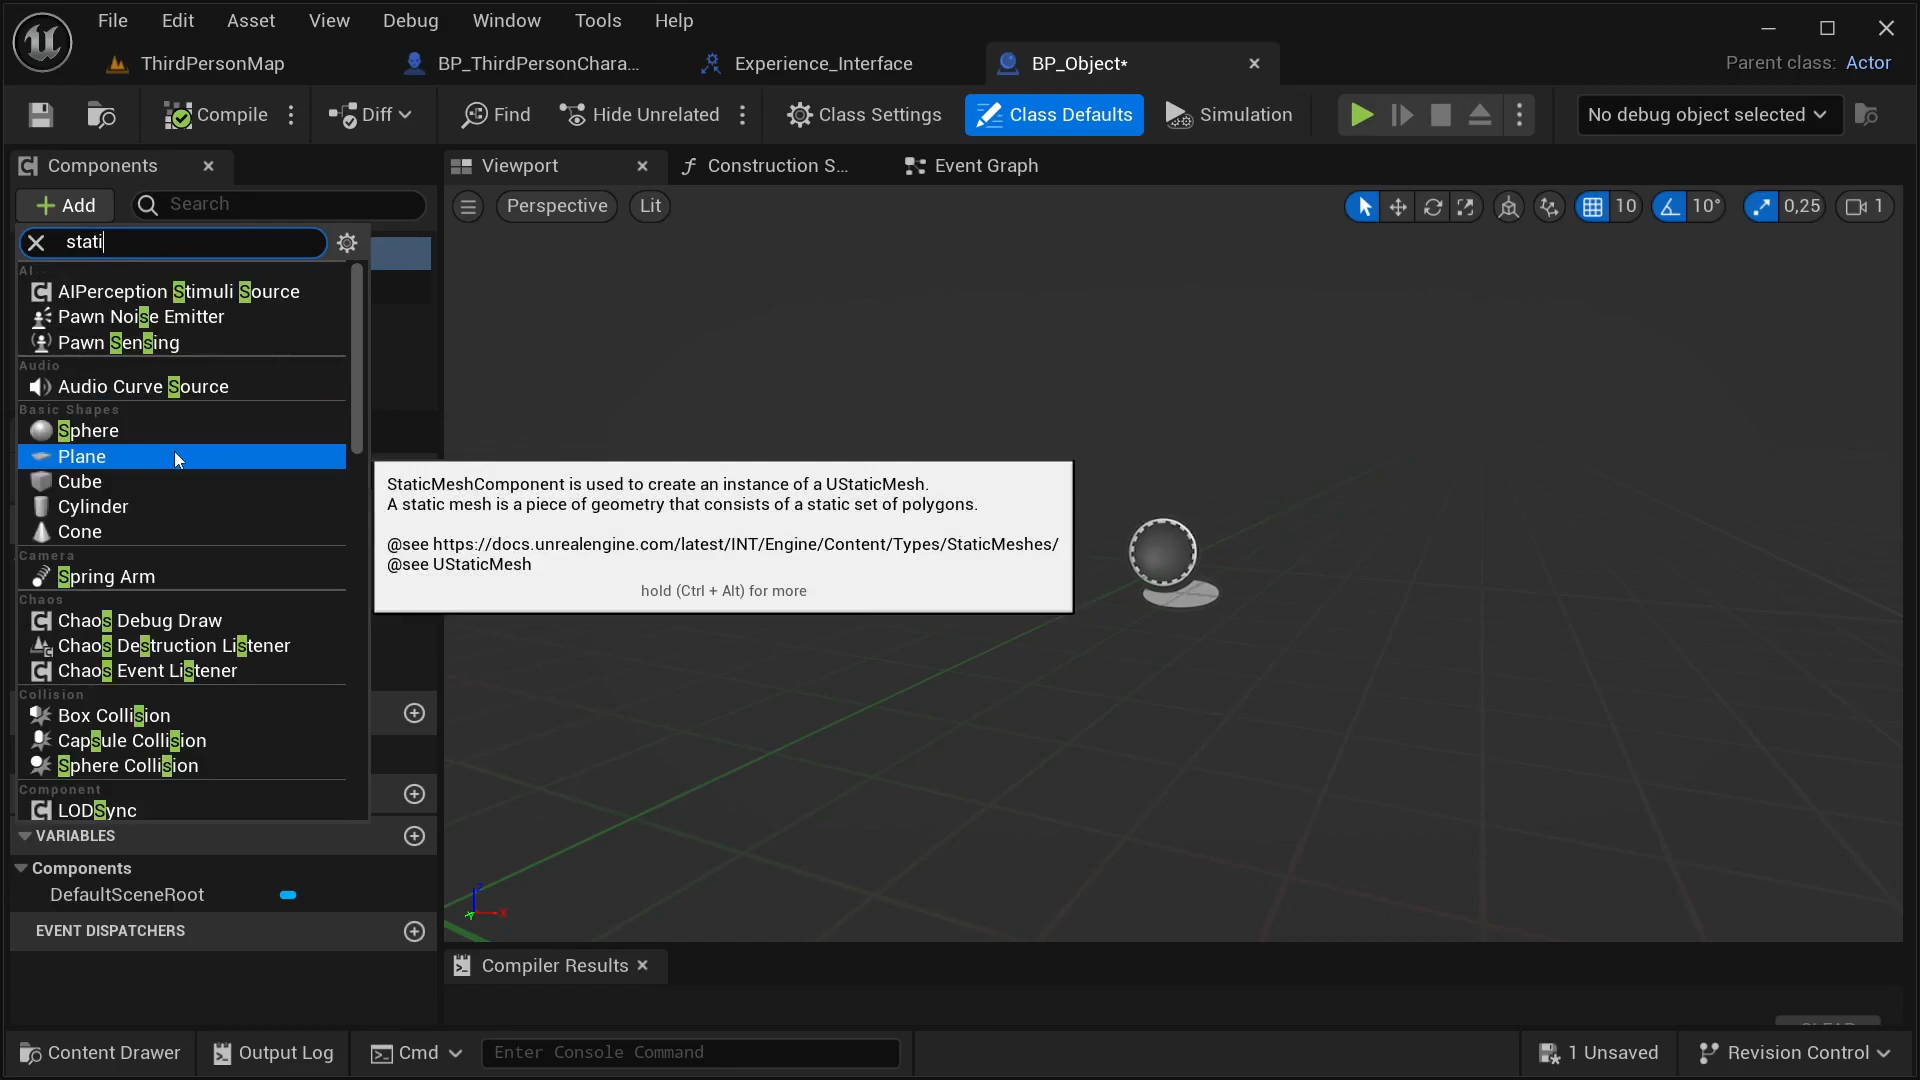 File Edit Asset View Debug Window Tools Help
ThirdPersonMap BP_ThirdPersonChara... Experience_Interface BP_Object* Parent class: Actor
Compile Diff Find Hide Unrelated Class Settings Class Defaults Simulation No debug object selected
Components Viewport Construction S... Event Graph
Add Search Perspective Lit 10 10° 0,25 1
stati
AI
AIPerception Stimuli Source
Pawn Noise Emitter
Pawn Sensing
Audio
Audio Curve Source
Basic Shapes
Sphere
Plane
Cube
Cylinder
Cone
Camera
Spring Arm
Chaos
Chaos Debug Draw
Chaos Destruction Listener
Chaos Event Listener
Collision
Box Collision
Capsule Collision
Sphere Collision
Component
LODSync
StaticMeshComponent is used to create an instance of a UStaticMesh.
A static mesh is a piece of geometry that consists of a static set of polygons.
@see https://docs.unrealengine.com/latest/INT/Engine/Content/Types/StaticMeshes/
@see UStaticMesh
hold (Ctrl + Alt) for more
VARIABLES
Components
DefaultSceneRoot
EVENT DISPATCHERS
Z
Y X
Compiler Results
Content Drawer Output Log Cmd Enter Console Command 1 Unsaved Revision Control